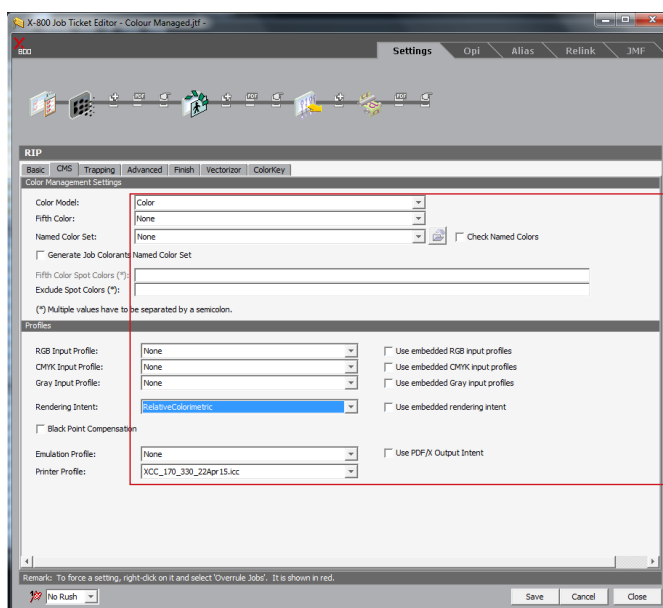 X-800 Job Ticket Editor - Colour Managed.jtf -
X
800
Settings Opi Alias Relink JMF
RIP
Basic CMS Trapping Advanced Finish Vectorizor ColorKey
Color Management Settings
Color Model: Color
Fifth Color: None
Named Color Set: None Check Named Colors
Generate Job Colorants Named Color Set
Fifth Color Spot Colors (*):
Exclude Spot Colors (*):
(*) Multiple values have to be separated by a semicolon.
Profiles
RGB Input Profile: None Use embedded RGB input profiles
CMYK Input Profile: None Use embedded CMYK input profiles
Gray Input Profile: None Use embedded Gray input profiles
Rendering Intent: RelativeColorimetric Use embedded rendering intent
Black Point Compensation
Emulation Profile: None Use PDF/X Output Intent
Printer Profile: XCC_170_330_22Apr15.icc
Remark: To force a setting, right-click on it and select 'Overrule Jobs'. It is shown in red.
No Rush Save Cancel Close